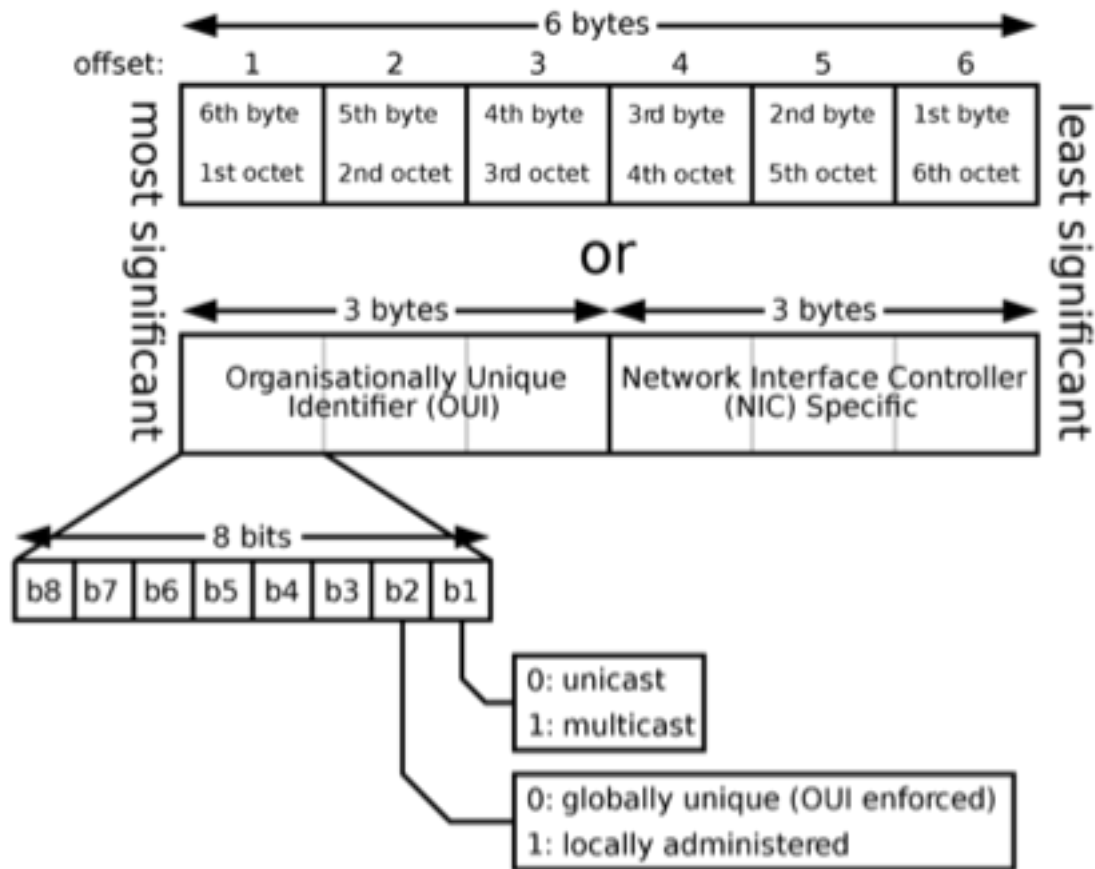 6 bytes
offset: 1 2 3 4 5 6
most significant
6th byte 5th byte 4th byte 3rd byte 2nd byte 1st byte
1st octet 2nd octet 3rd octet 4th octet 5th octet 6th octet
least significant
or
3 bytes 3 bytes
Organisationally Unique
Identifier (OUI)
Network Interface Controller
(NIC) Specific
8 bits
b8 b7 b6 b5 b4 b3 b2 b1
0: unicast
1: multicast
0: globally unique (OUI enforced)
1: locally administered